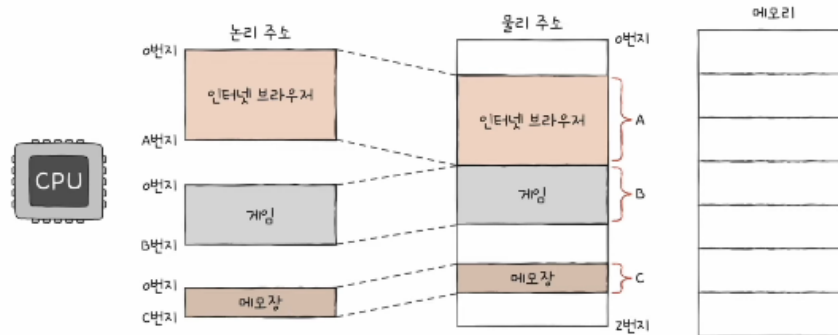 논리 주소
물리 주소
메모리
0번지
인터넷 브라우저
A번지
0번지
게임
B번지
0번지
메모장
C번지
CPU
0번지
인터넷 브라우저
A
게임
B
메모장
C
Z번지